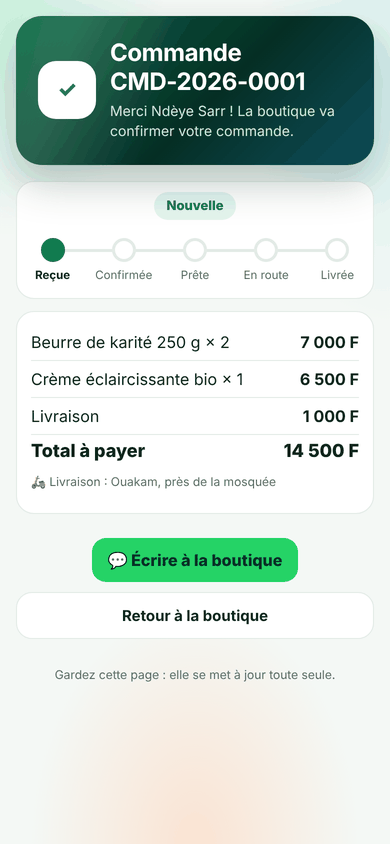 Commande
CMD-2026-0001
Merci Ndèye Sarr ! La boutique va
confirmer votre commande.
Nouvelle
Reçue Confirmée Prête En route Livrée
Beurre de karité 250 g × 2 7 000 F
Crème éclaircissante bio × 1 6 500 F
Livraison 1 000 F
Total à payer 14 500 F
🛵 Livraison : Ouakam, près de la mosquée
💬 Écrire à la boutique
Retour à la boutique
Gardez cette page : elle se met à jour toute seule.